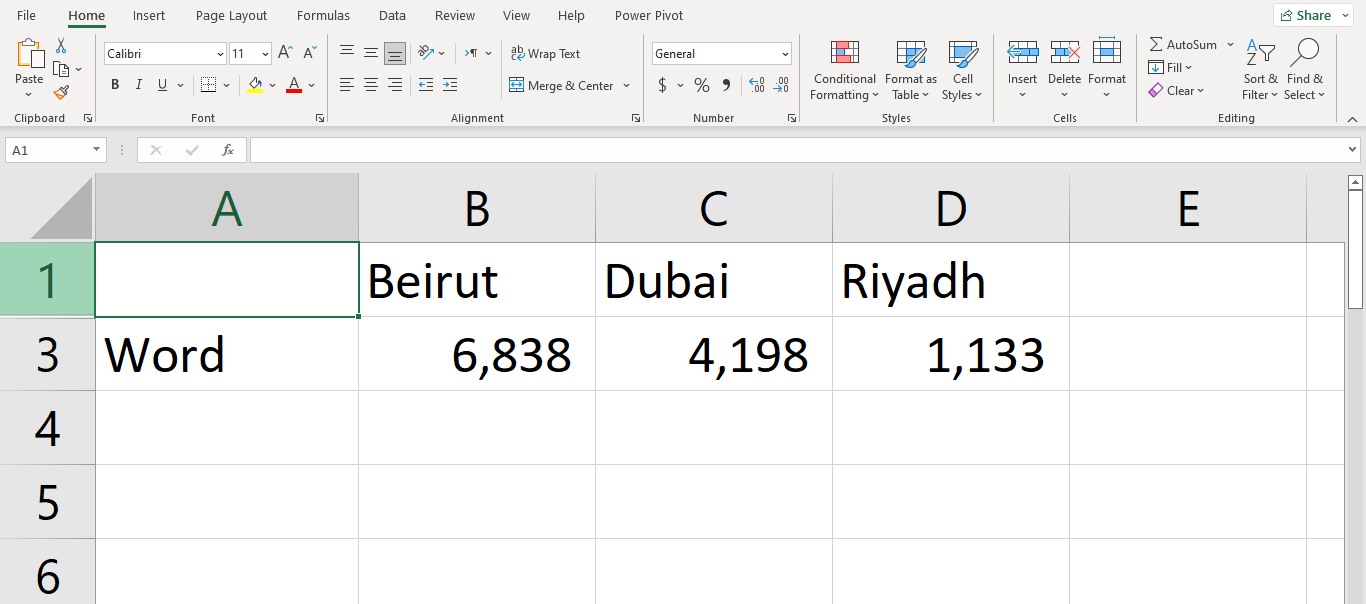 File Home Insert Page Layout Formulas Data Review View Help Power Pivot Share
Calibri 11 A^ Aˇ ab Wrap Text General AutoSum
Paste Conditional Format as Cell Insert Delete Format Fill Sort & Find &
B I U A Merge & Center $ % Formatting Table Styles Clear Filter Select
Clipboard Font Alignment Number Styles Cells Editing
A1 fx
A B C D E
1 Beirut Dubai Riyadh
3 Word 6,838 4,198 1,133
4
5
6